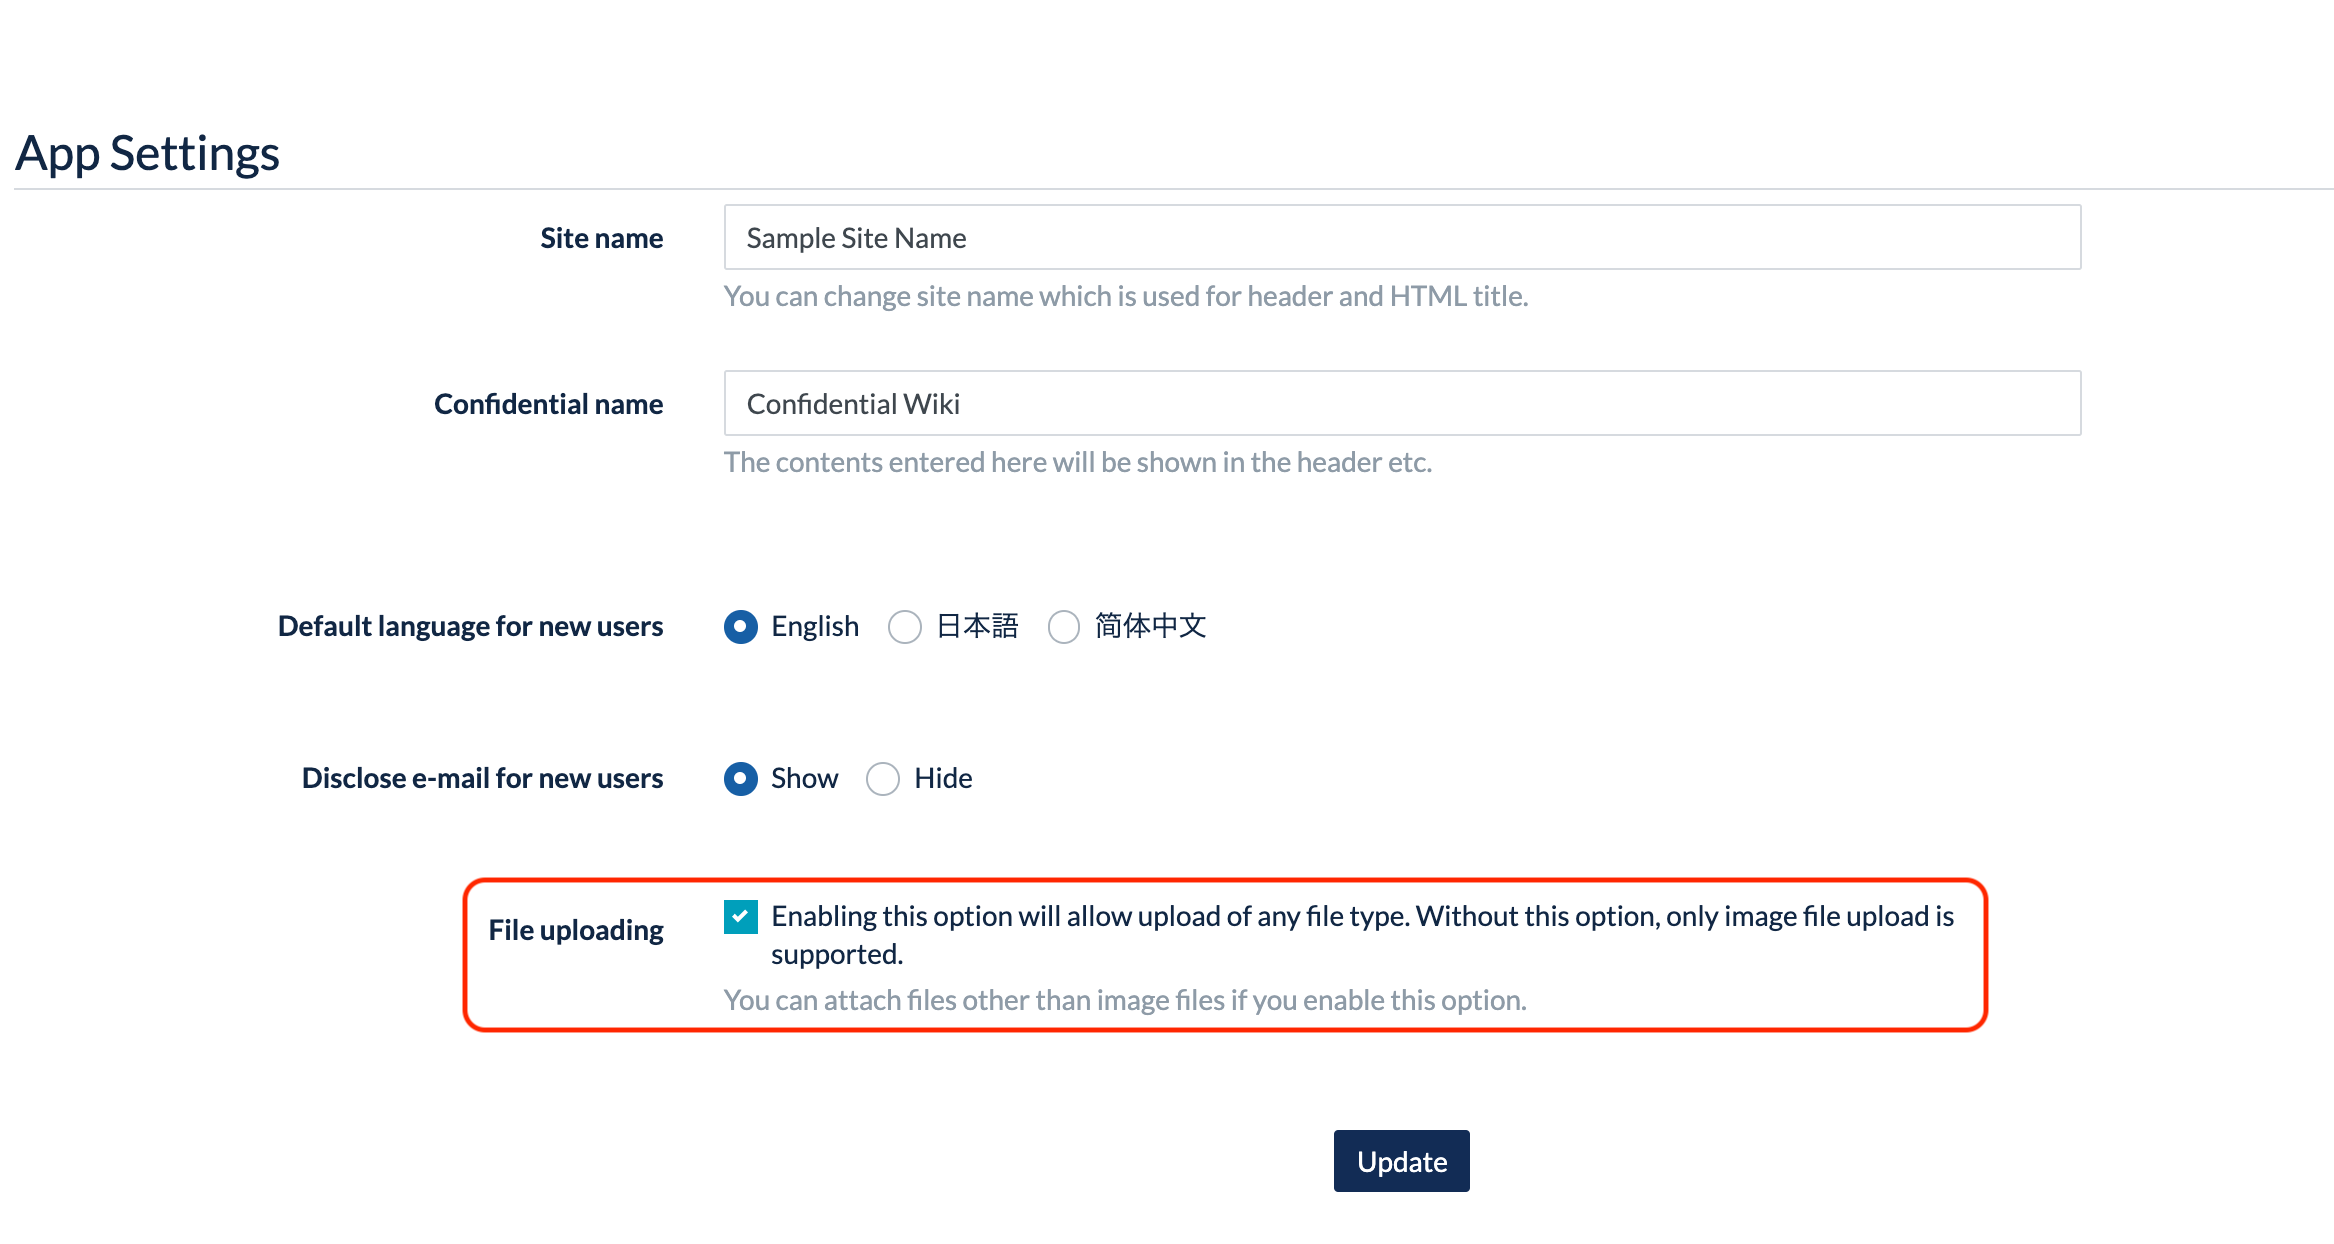 App Settings
Site name
Sample Site Name
You can change site name which is used for header and HTML title.
Confidential name
Confidential Wiki
The contents entered here will be shown in the header etc.
Default language for new users
English 日本語 简体中文
Disclose e-mail for new users
Show Hide
File uploading
Enabling this option will allow upload of any file type. Without this option, only image file upload is
supported.
You can attach files other than image files if you enable this option.
Update